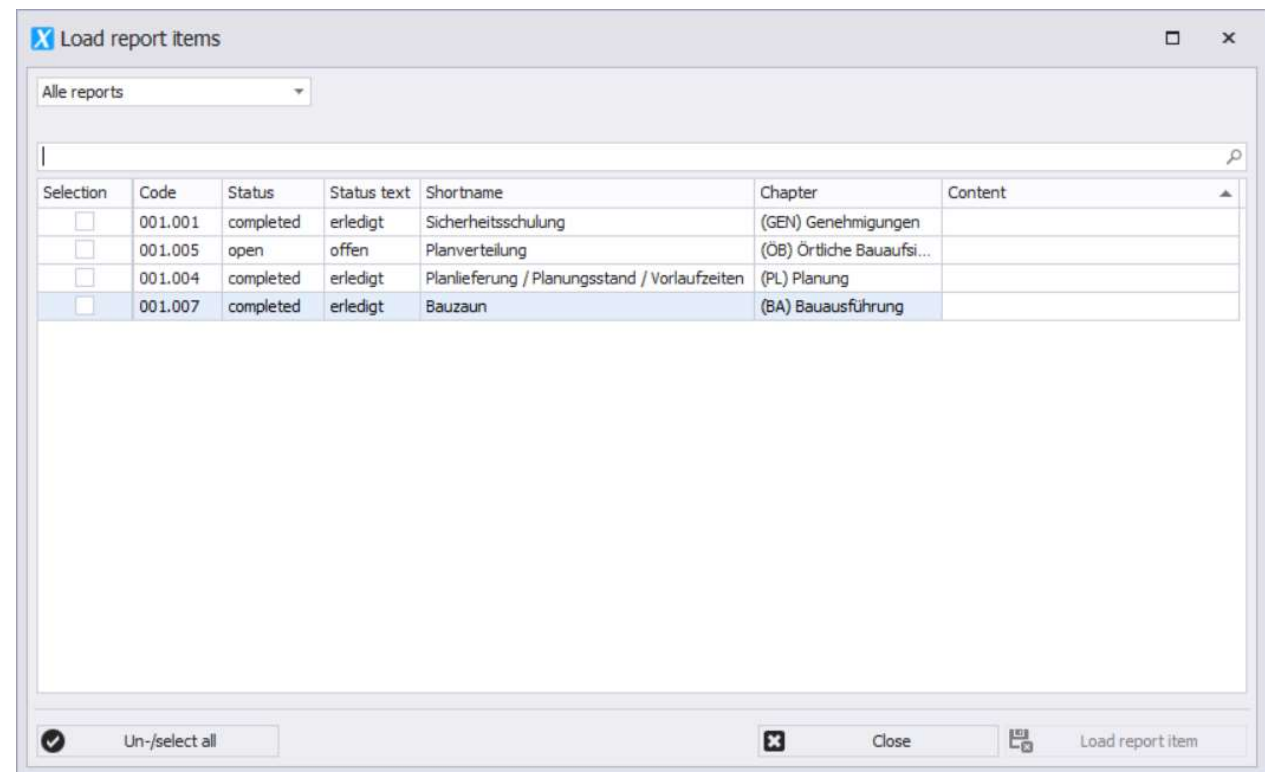 X Load report items
Alle reports
Selection Code Status Status text Shortname Chapter Content
001.001 completed erledigt Sicherheitsschulung (GEN) Genehmigungen
001.005 open offen Planverteilung (ÖB) Örtliche Bauaufsi...
001.004 completed erledigt Planlieferung / Planungsstand / Vorlaufzeiten (PL) Planung
001.007 completed erledigt Bauzaun (BA) Bauausführung
Un-/select all Close Load report item